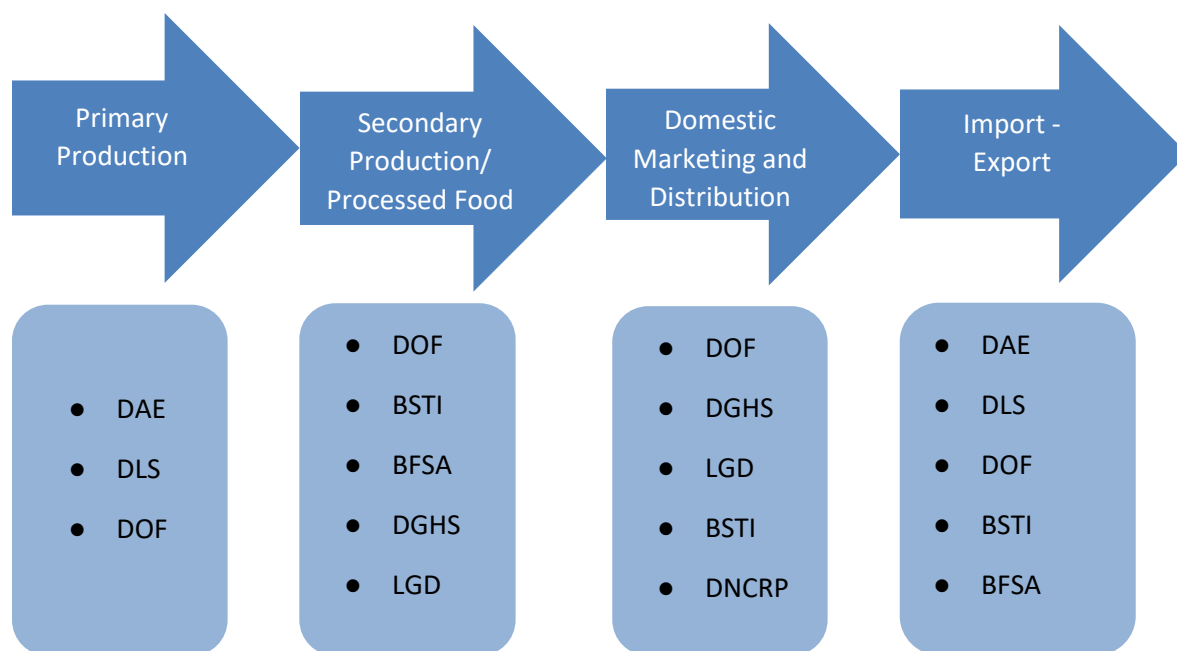 Primary
Production
Secondary
Production/
Processed Food
Domestic
Marketing and
Distribution
Import -
Export
● DAE
● DLS
● DOF
● DOF
● BSTI
● BFSA
● DGHS
● LGD
● DOF
● DGHS
● LGD
● BSTI
● DNCRP
● DAE
● DLS
● DOF
● BSTI
● BFSA